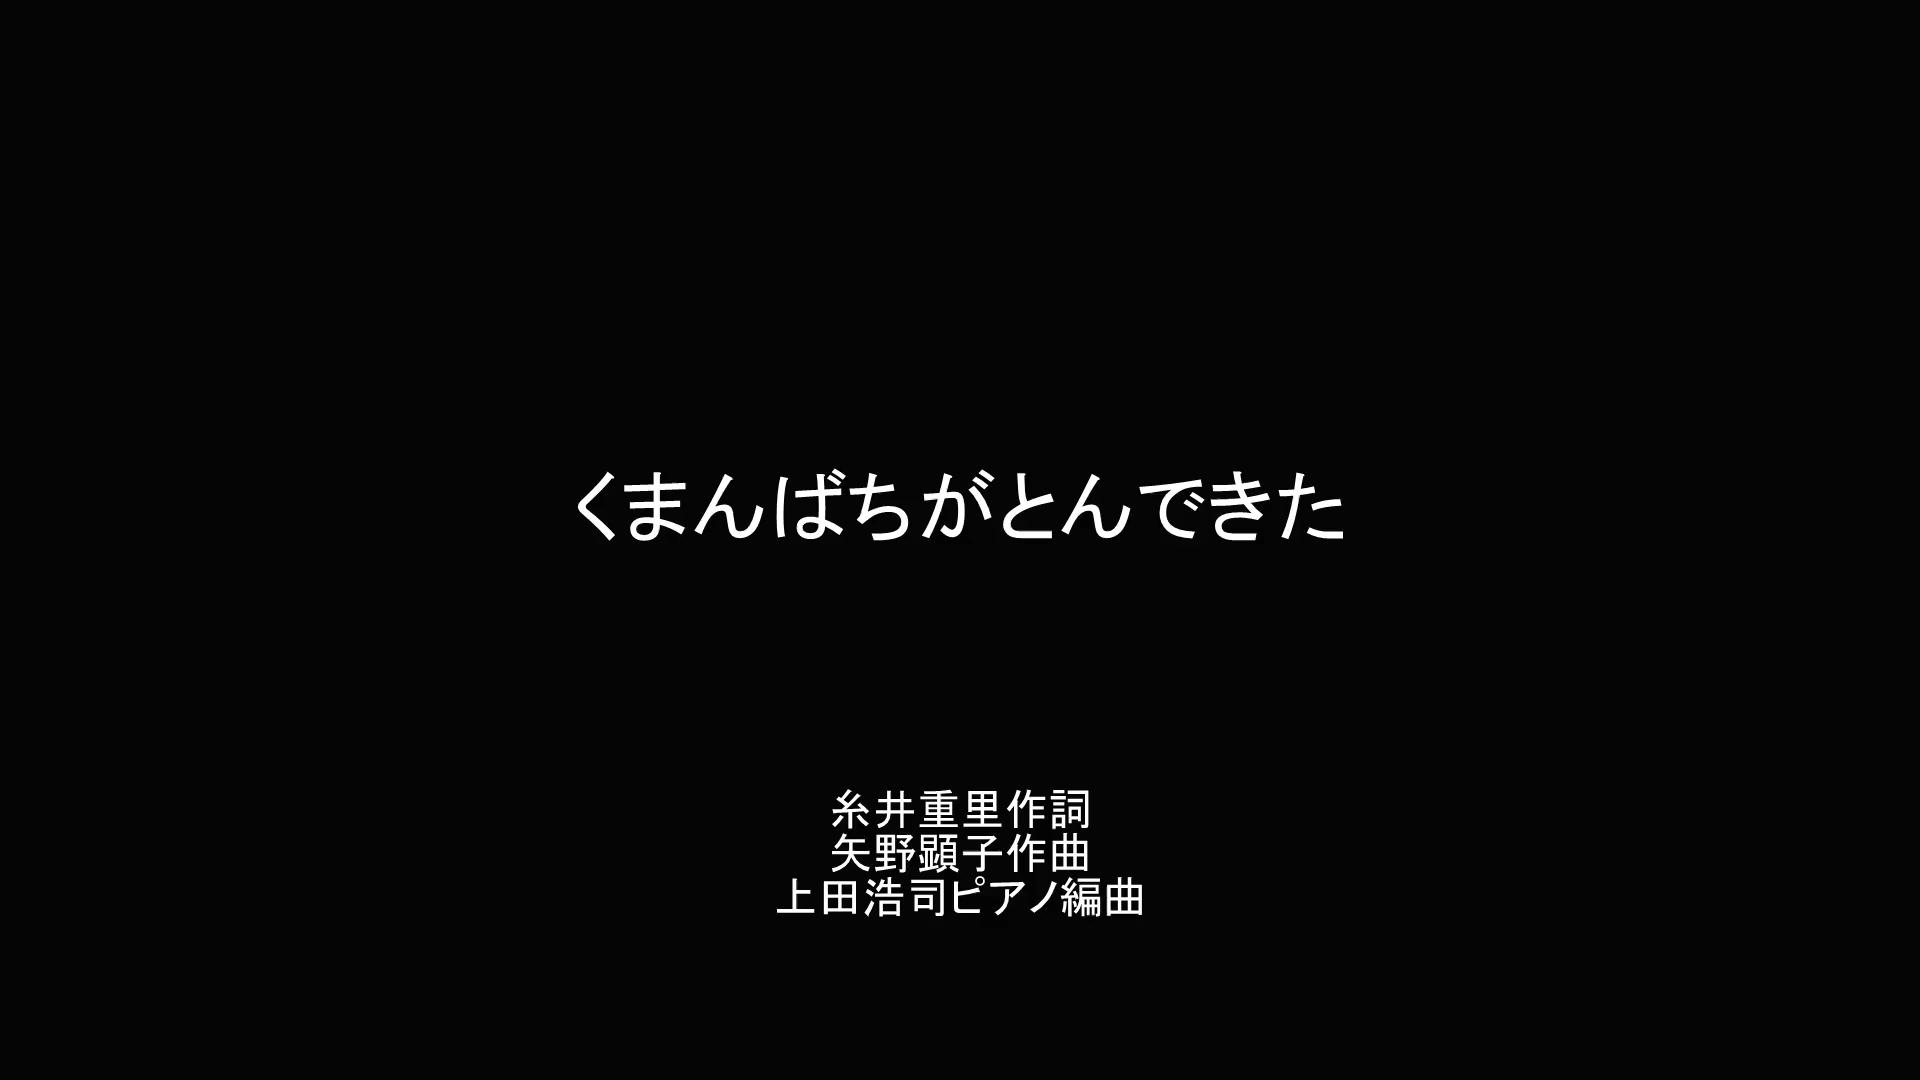 くまんばちがとんできた
糸井重里作詞
矢野顕子作曲
上田浩司ピアノ編曲